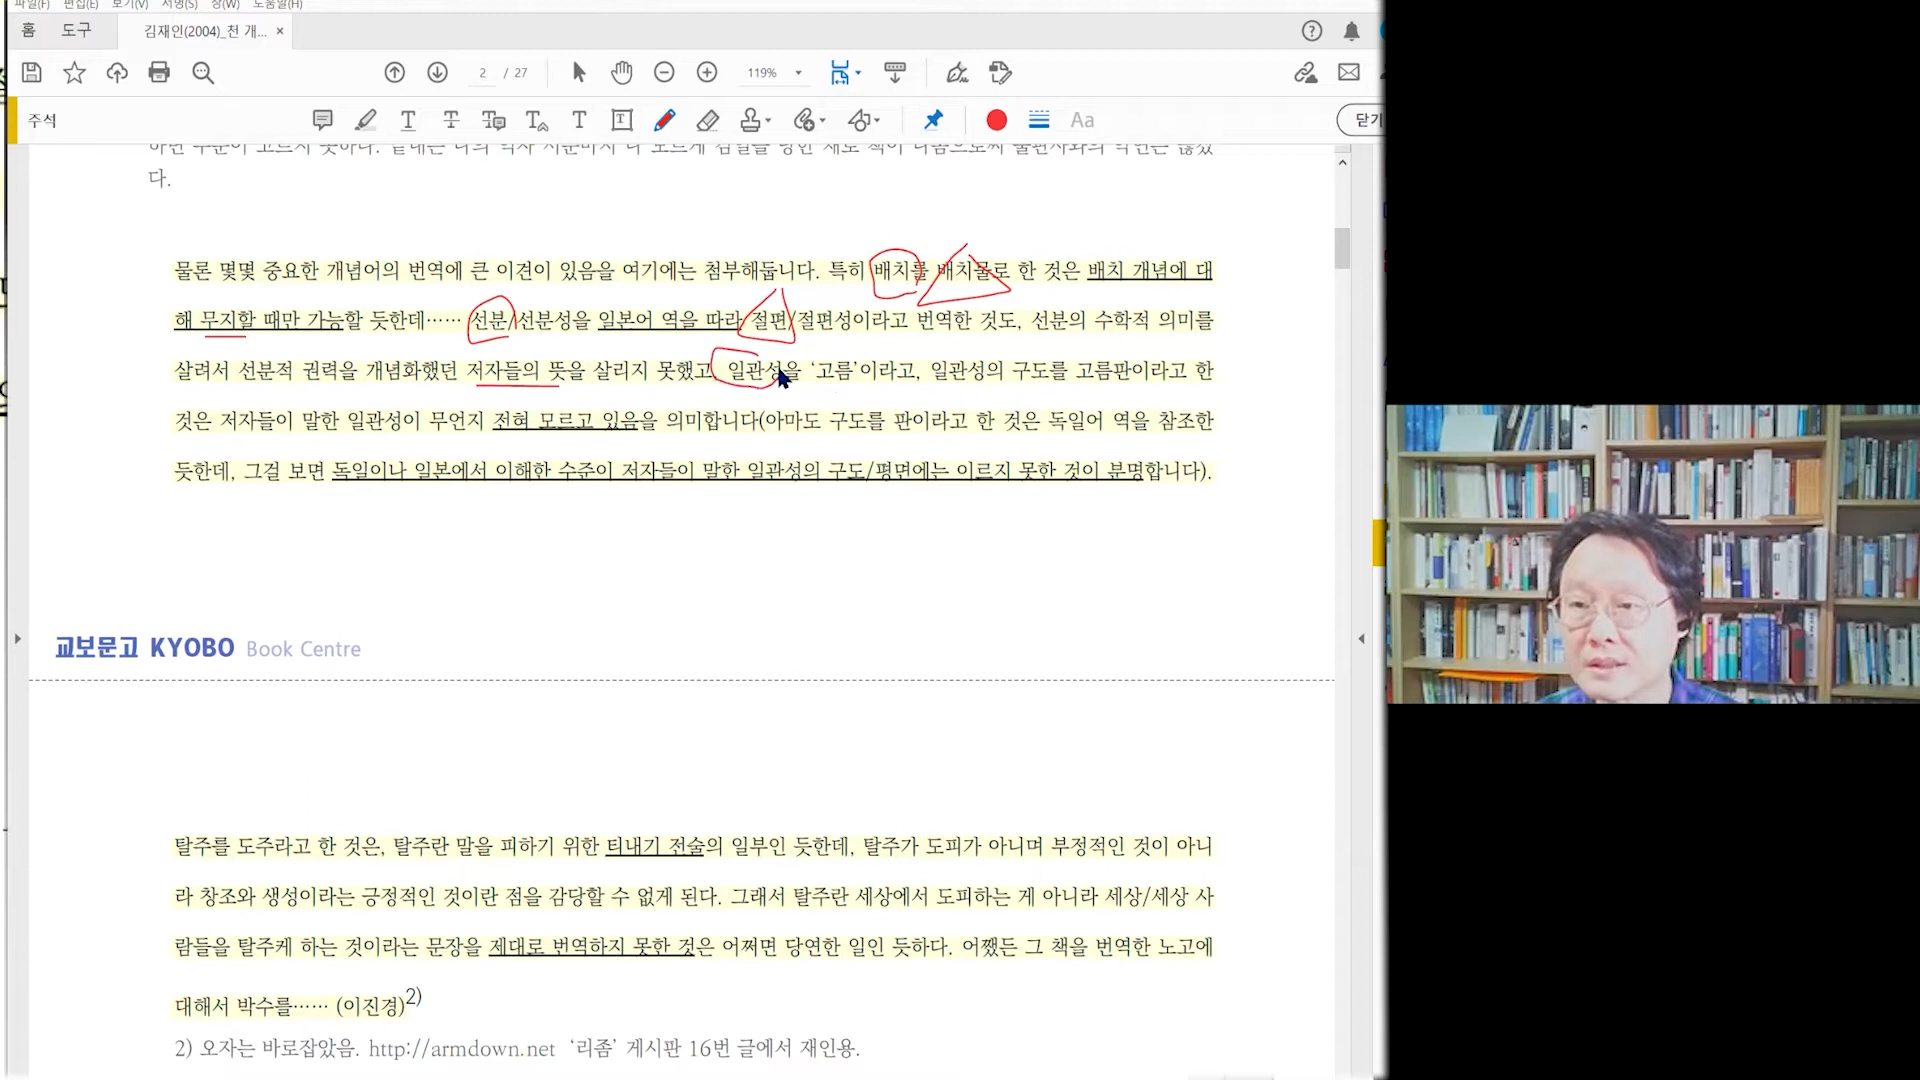 파일(F) 편집(E) 보기(V) 서명(S) 창(W) 도움말(H)
홈 도구 김재인(2004)_천 개... ×
2 / 27 119%
주석 Aa 닫기
다.
물론 몇몇 중요한 개념어의 번역에 큰 이견이 있음을 여기에는 첨부해둡니다. 특히 배치를 배치물로 한 것은 배치 개념에 대
해 무지할 때만 가능할 듯한데…… 선분/선분성을 일본어 역을 따라 절편/절편성이라고 번역한 것도, 선분의 수학적 의미를
살려서 선분적 권력을 개념화했던 저자들의 뜻을 살리지 못했고, 일관성을 ‘고름’이라고, 일관성의 구도를 고름판이라고 한
것은 저자들이 말한 일관성이 무언지 전혀 모르고 있음을 의미합니다(아마도 구도를 판이라고 한 것은 독일어 역을 참조한
듯한데, 그걸 보면 독일이나 일본에서 이해한 수준이 저자들이 말한 일관성의 구도/평면에는 이르지 못한 것이 분명합니다).
교보문고 KYOBO Book Centre
탈주를 도주라고 한 것은, 탈주란 말을 피하기 위한 티내기 전술의 일부인 듯한데, 탈주가 도피가 아니며 부정적인 것이 아니
라 창조와 생성이라는 긍정적인 것이란 점을 감당할 수 없게 된다. 그래서 탈주란 세상에서 도피하는 게 아니라 세상/세상 사
람들을 탈주케 하는 것이라는 문장을 제대로 번역하지 못한 것은 어쩌면 당연한 일인 듯하다. 어쨌든 그 책을 번역한 노고에
대해서 박수를…… (이진경)2)
2) 오자는 바로잡았음. http://armdown.net ‘리좀’ 게시판 16번 글에서 재인용.